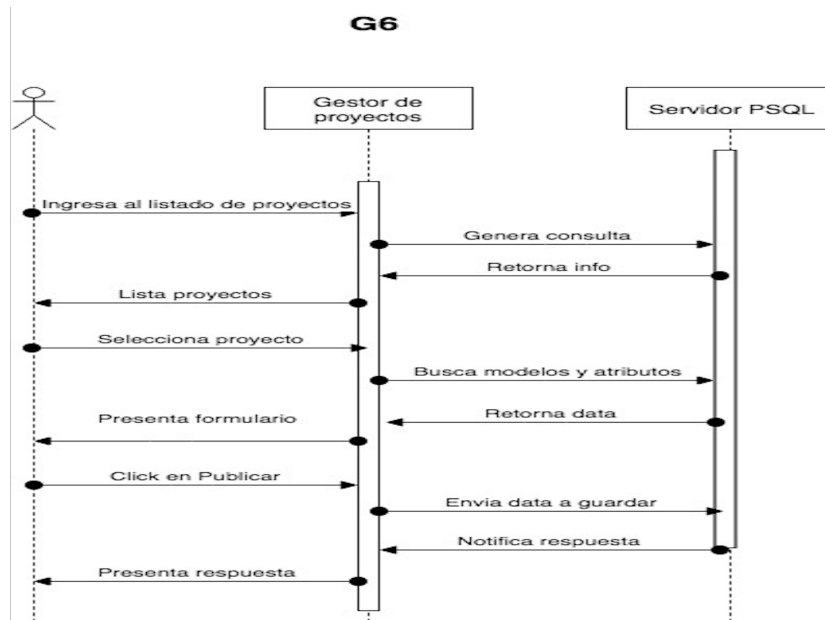 G6
Gestor de
proyectos
Servidor PSQL
Ingresa al listado de proyectos
Genera consulta
Retorna info
Lista proyectos
Selecciona proyecto
Busca modelos y atributos
Retorna data
Presenta formulario
Click en Publicar
Envia data a guardar
Notifica respuesta
Presenta respuesta